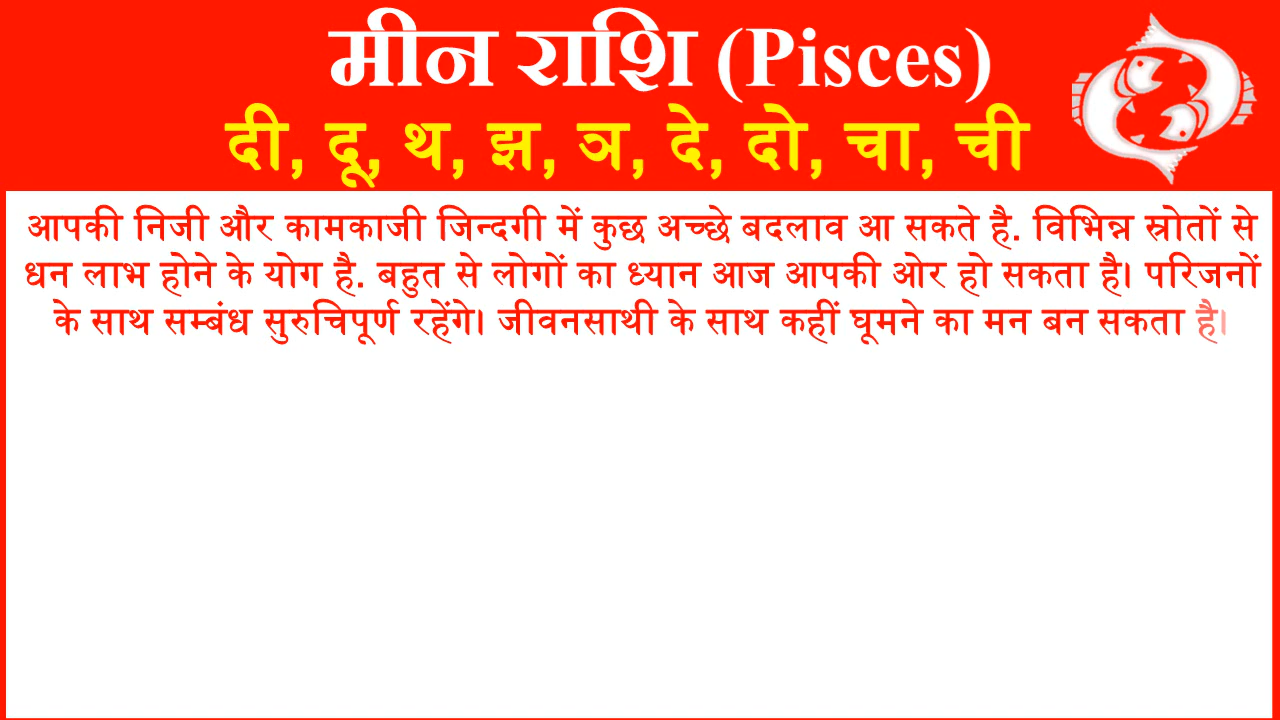 मीन राशि (Pisces)
दी, दू, थ, झ, ञ, दे, दो, चा, ची
आपकी निजी और कामकाजी जिन्दगी में कुछ अच्छे बदलाव आ सकते है. विभिन्न स्रोतों से
धन लाभ होने के योग है. बहुत से लोगों का ध्यान आज आपकी ओर हो सकता है। परिजनों
के साथ सम्बंध सुरुचिपूर्ण रहेंगे। जीवनसाथी के साथ कहीं घूमने का मन बन सकता है।